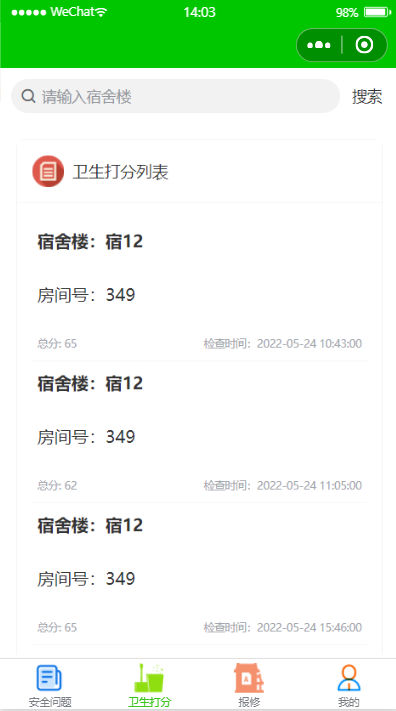 WeChat 14:03 98%
请输入宿舍楼 搜索
卫生打分列表
宿舍楼：宿12
房间号：349
总分: 65 检查时间：2022-05-24 10:43:00
宿舍楼：宿12
房间号：349
总分: 62 检查时间：2022-05-24 11:05:00
宿舍楼：宿12
房间号：349
总分: 65 检查时间：2022-05-24 15:46:00
安全问题 卫生打分 报修 我的